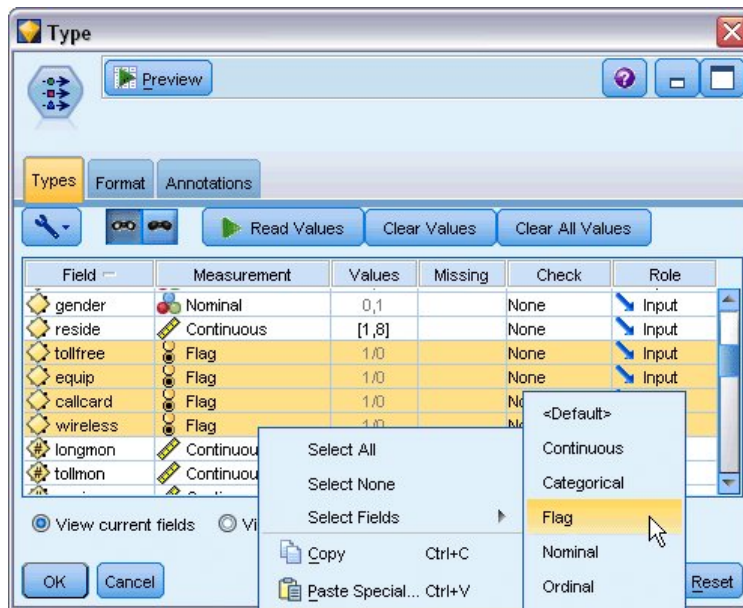 Type
Preview
Types Format Annotations
Read Values Clear Values Clear All Values
Field Measurement Values Missing Check Role
gender Nominal 0,1 None Input
reside Continuous [1,8] None Input
tollfree Flag 1/0 None Input
equip Flag 1/0 None Input
callcard Flag 1/0
wireless Flag 1/0
longmon
tollmon
<Default>
Continuous
Categorical
Flag
Nominal
Ordinal
Select All
Select None
Select Fields
Copy Ctrl+C
Paste Special... Ctrl+V
View current fields
OK Cancel Reset